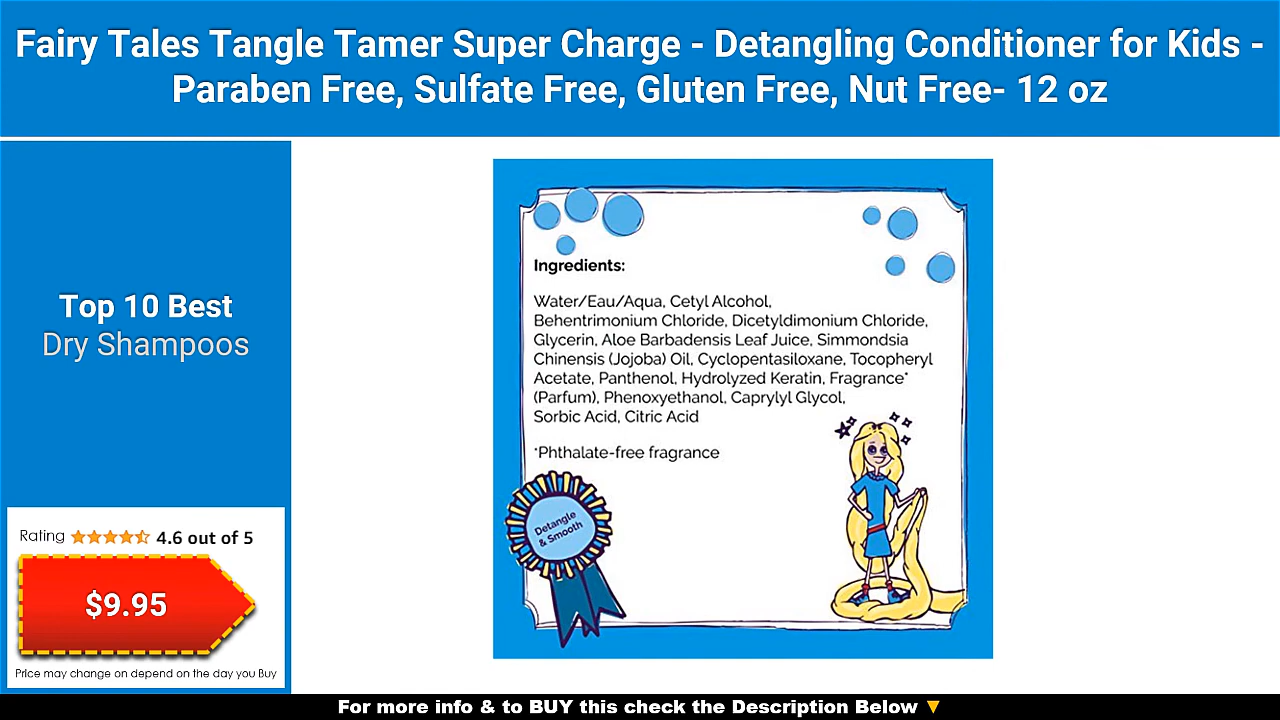 Fairy Tales Tangle Tamer Super Charge - Detangling Conditioner for Kids -
Paraben Free, Sulfate Free, Gluten Free, Nut Free- 12 oz
Top 10 Best
Dry Shampoos
Rating 4.6 out of 5
$9.95
Price may change on depend on the day you Buy
Ingredients:
Water/Eau/Aqua, Cetyl Alcohol,
Behentrimonium Chloride, Dicetyldimonium Chloride,
Glycerin, Aloe Barbadensis Leaf Juice, Simmondsia
Chinensis (Jojoba) Oil, Cyclopentasiloxane, Tocopheryl
Acetate, Panthenol, Hydrolyzed Keratin, Fragrance*
(Parfum), Phenoxyethanol, Caprylyl Glycol,
Sorbic Acid, Citric Acid
*Phthalate-free fragrance
Detangle
& Smooth
For more info & to BUY this check the Description Below ▼